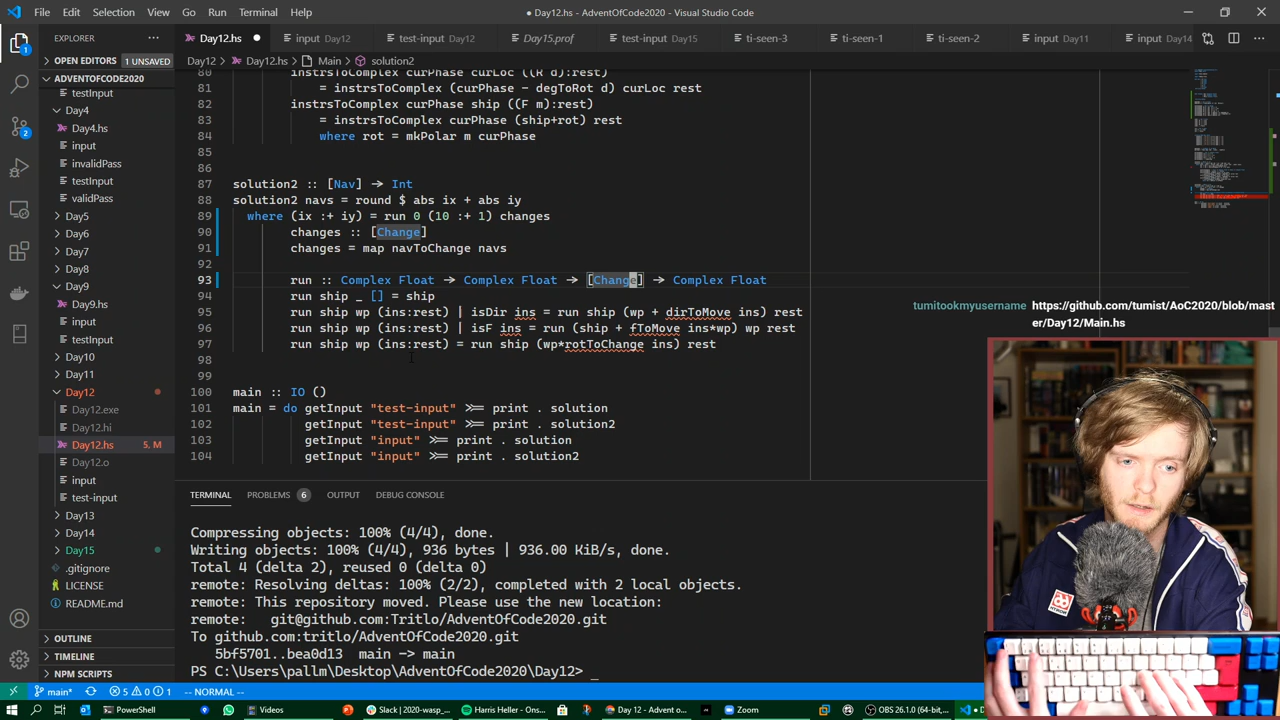 File Edit Selection View Go Run Terminal Help
● Day12.hs - AdventOfCode2020 - Visual Studio Code
EXPLORER
Day12.hs ●
input Day12
test-input Day12
Day15.prof
test-input Day15
ti-seen-3
ti-seen-1
ti-seen-2
input Day11
input Day14
OPEN EDITORS 1 UNSAVED
ADVENTOFCODE2020
testInput
Day4
Day4.hs
input
invalidPass
testInput
validPass
Day5
Day6
Day7
Day8
Day9
Day9.hs
input
testInput
Day10
Day11
Day12
Day12.exe
Day12.hi
Day12.hs 5, M
Day12.o
input
test-input
Day13
Day14
Day15
.gitignore
LICENSE
README.md
OUTLINE
TIMELINE
NPM SCRIPTS
Day12 > Day12.hs > Main > solution2
80 instrsToComplex curPhase curLoc ((R d):rest)
81 = instrsToComplex (curPhase - degToRot d) curLoc rest
82 instrsToComplex curPhase ship ((F m):rest)
83 = instrsToComplex curPhase (ship+rot) rest
84 where rot = mkPolar m curPhase
85
86
87 solution2 :: [Nav] → Int
88 solution2 navs = round $ abs ix + abs iy
89 where (ix :+ iy) = run 0 (10 :+ 1) changes
90 changes :: [Change]
91 changes = map navToChange navs
92
93 run :: Complex Float → Complex Float → [Change] → Complex Float
94 run ship _ [] = ship
95 run ship wp (ins:rest) | isDir ins = run ship (wp + dirToMove ins) rest
96 run ship wp (ins:rest) | isF ins = run (ship + fToMove ins*wp) wp rest
97 run ship wp (ins:rest) = run ship (wp*rotToChange ins) rest
98
99
100 main :: IO ()
101 main = do getInput "test-input" >>= print . solution
102 getInput "test-input" >>= print . solution2
103 getInput "input" >>= print . solution
104 getInput "input" >>= print . solution2
tumitookmyusername https://github.com/tumist/AoC2020/blob/mast
er/Day12/Main.hs
TERMINAL PROBLEMS 6 OUTPUT DEBUG CONSOLE
Compressing objects: 100% (4/4), done.
Writing objects: 100% (4/4), 936 bytes | 936.00 KiB/s, done.
Total 4 (delta 2), reused 0 (delta 0)
remote: Resolving deltas: 100% (2/2), completed with 2 local objects.
remote: This repository moved. Please use the new location:
remote: git@github.com:Tritlo/AdventOfCode2020.git
To github.com:tritlo/AdventOfCode2020.git
5bf5701..bea0d13 main -> main
PS C:\Users\pallm\Desktop\AdventOfCode2020\Day12> _
main* 5 0 1 -- NORMAL --
PowerShell
Videos
Slack | 2020-wasp_...
Harris Heller - Ons...
Day 12 - Advent o...
Zoom
OBS 26.1.0 (64-bit,...